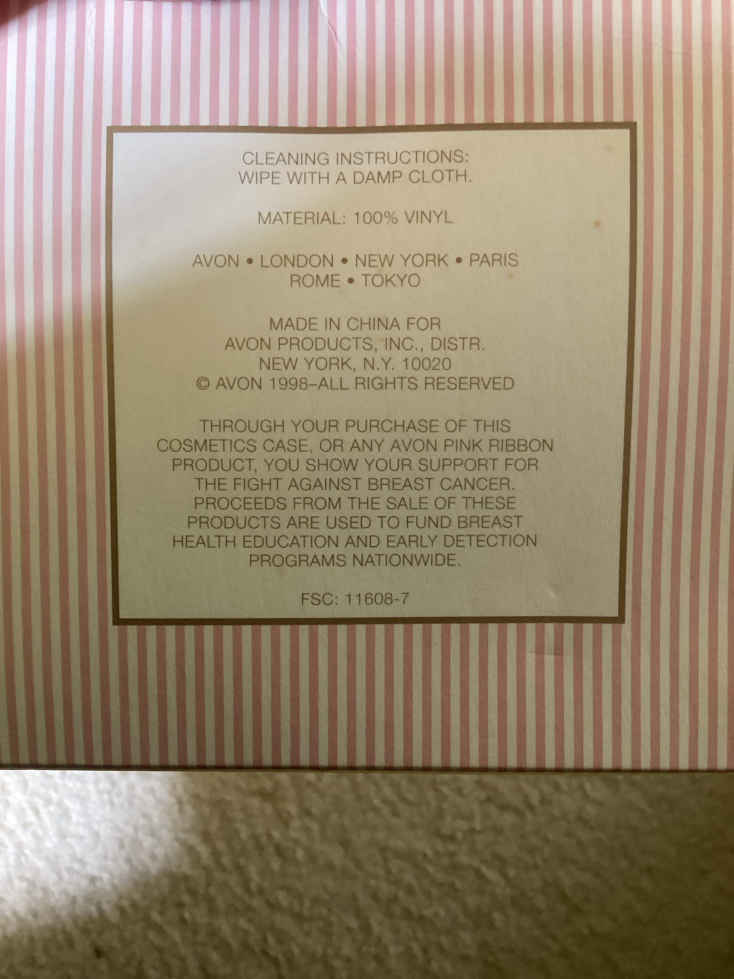 CLEANING INSTRUCTIONS:
WIPE WITH A DAMP CLOTH.
MATERIAL: 100% VINYL
AVON • LONDON • NEW YORK • PARIS
ROME • TOKYO
MADE IN CHINA FOR
AVON PRODUCTS, INC., DISTR.
NEW YORK, N.Y. 10020
© AVON 1998–ALL RIGHTS RESERVED
THROUGH YOUR PURCHASE OF THIS
COSMETICS CASE, OR ANY AVON PINK RIBBON
PRODUCT, YOU SHOW YOUR SUPPORT FOR
THE FIGHT AGAINST BREAST CANCER.
PROCEEDS FROM THE SALE OF THESE
PRODUCTS ARE USED TO FUND BREAST
HEALTH EDUCATION AND EARLY DETECTION
PROGRAMS NATIONWIDE.
FSC: 11608-7